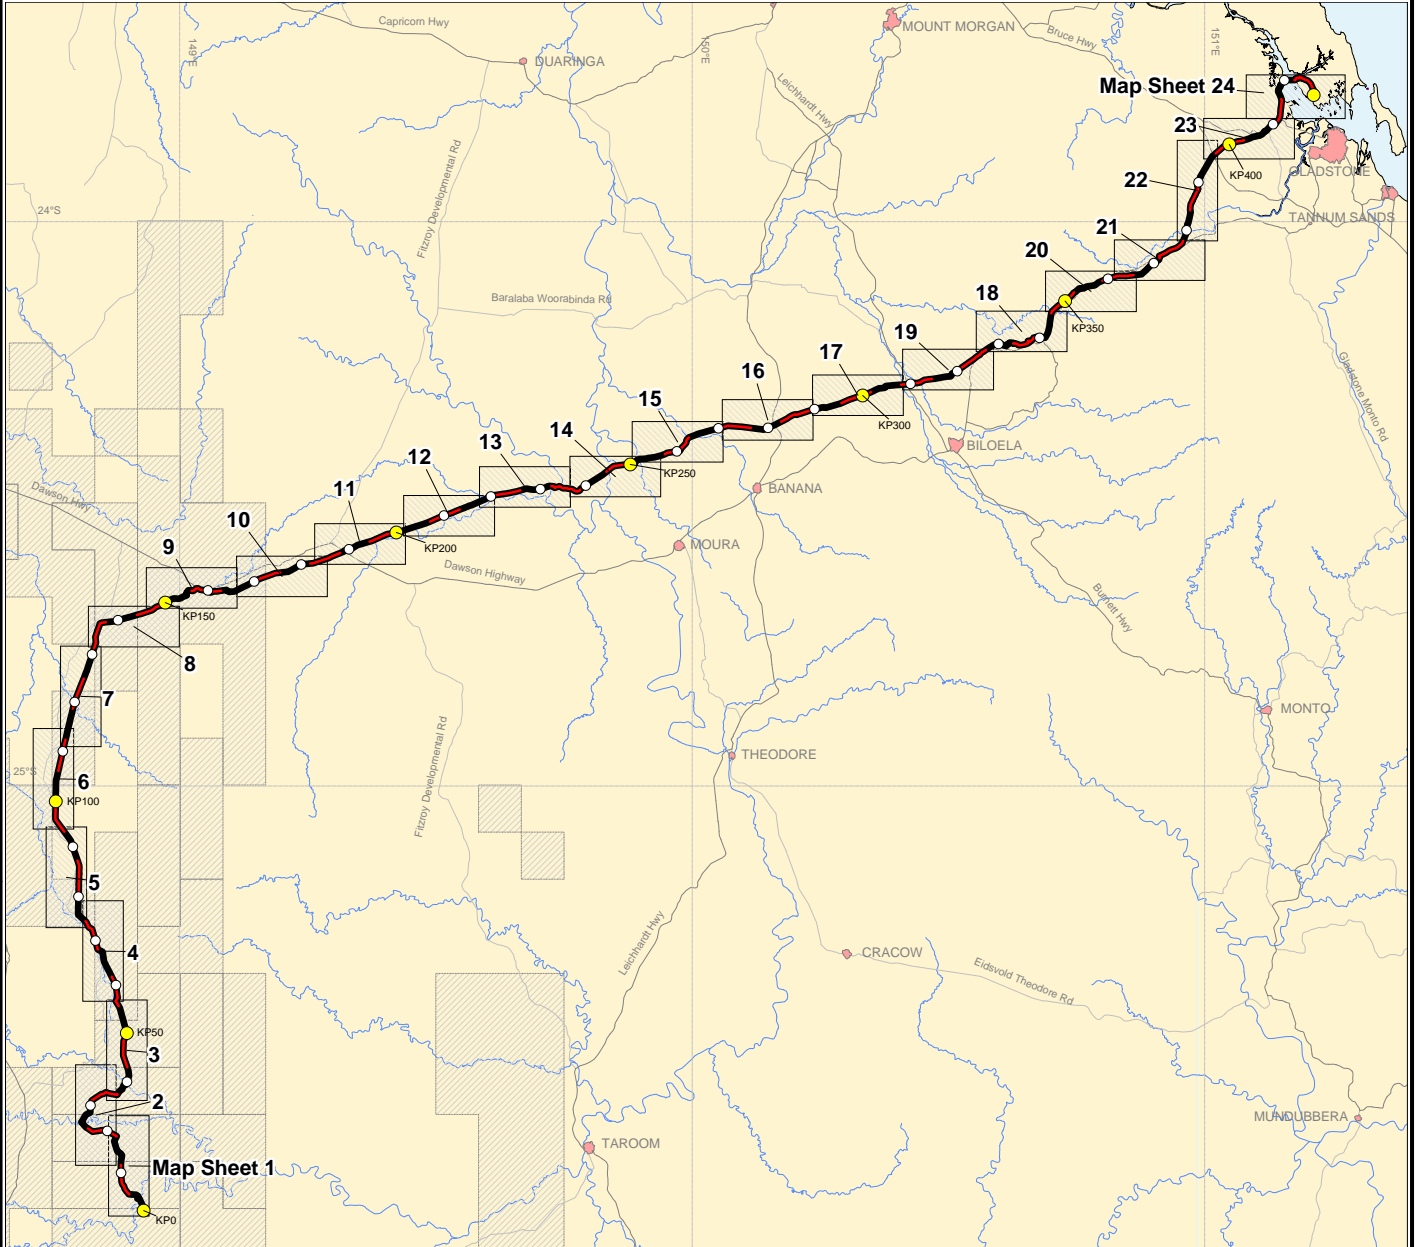 Capricorn Hwy
149°E
150°E
151°E
MOUNT MORGAN
Bruce Hwy
DUARINGA
Leichhardt Hwy
Map Sheet 24
23
KP400
GLADSTONE
22
TANNUM SANDS
24°S
Fitzroy Developmental Rd
21
20
Baralaba Woorabinda Rd
18
KP350
19
17
Gladstone Monto Rd
16
15
KP300
14
BILOELA
13
KP250
12
BANANA
11
Dawson Hwy
10
KP200
MOURA
9
Dawson Highway
KP150
Burnett Hwy
8
7
MONTO
THEODORE
25°S
6
Fitzroy Developmental Rd
KP100
5
Leichhardt Hwy
4
CRACOW
Eidsvold Theodore Rd
KP50
3
2
MUNDUBBERA
TAROOM
Map Sheet 1
KP0